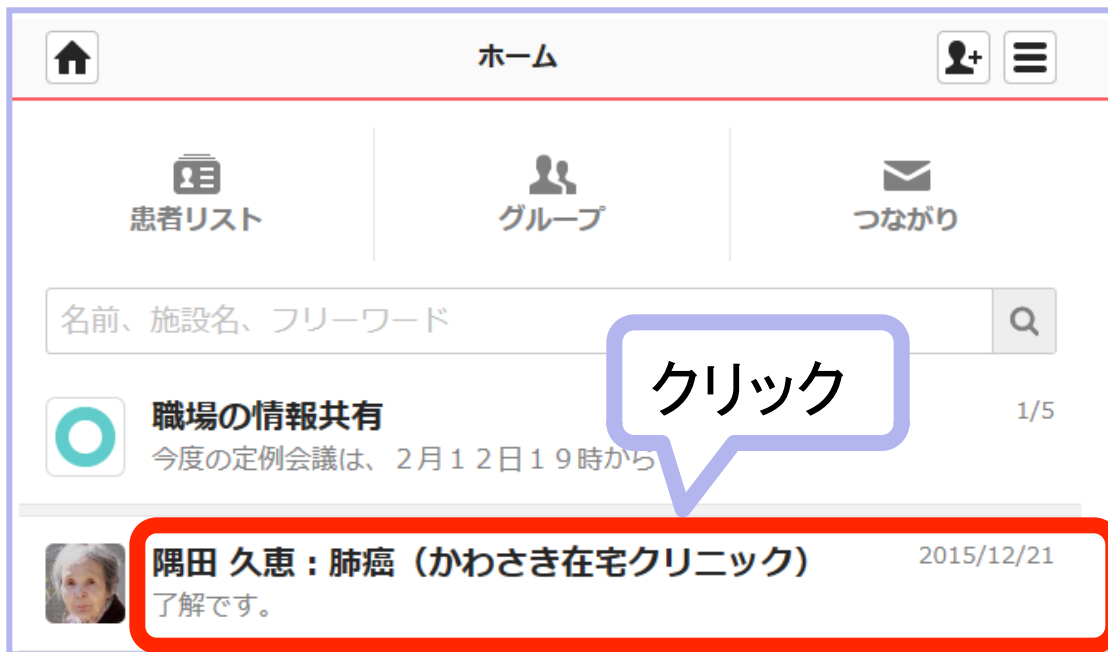 ホーム
患者リスト
グループ
つながり
名前、施設名、フリーワード
クリック
職場の情報共有
1/5
今度の定例会議は、２月１２日１９時から
隅田 久恵：肺癌（かわさき在宅クリニック）
2015/12/21
了解です。